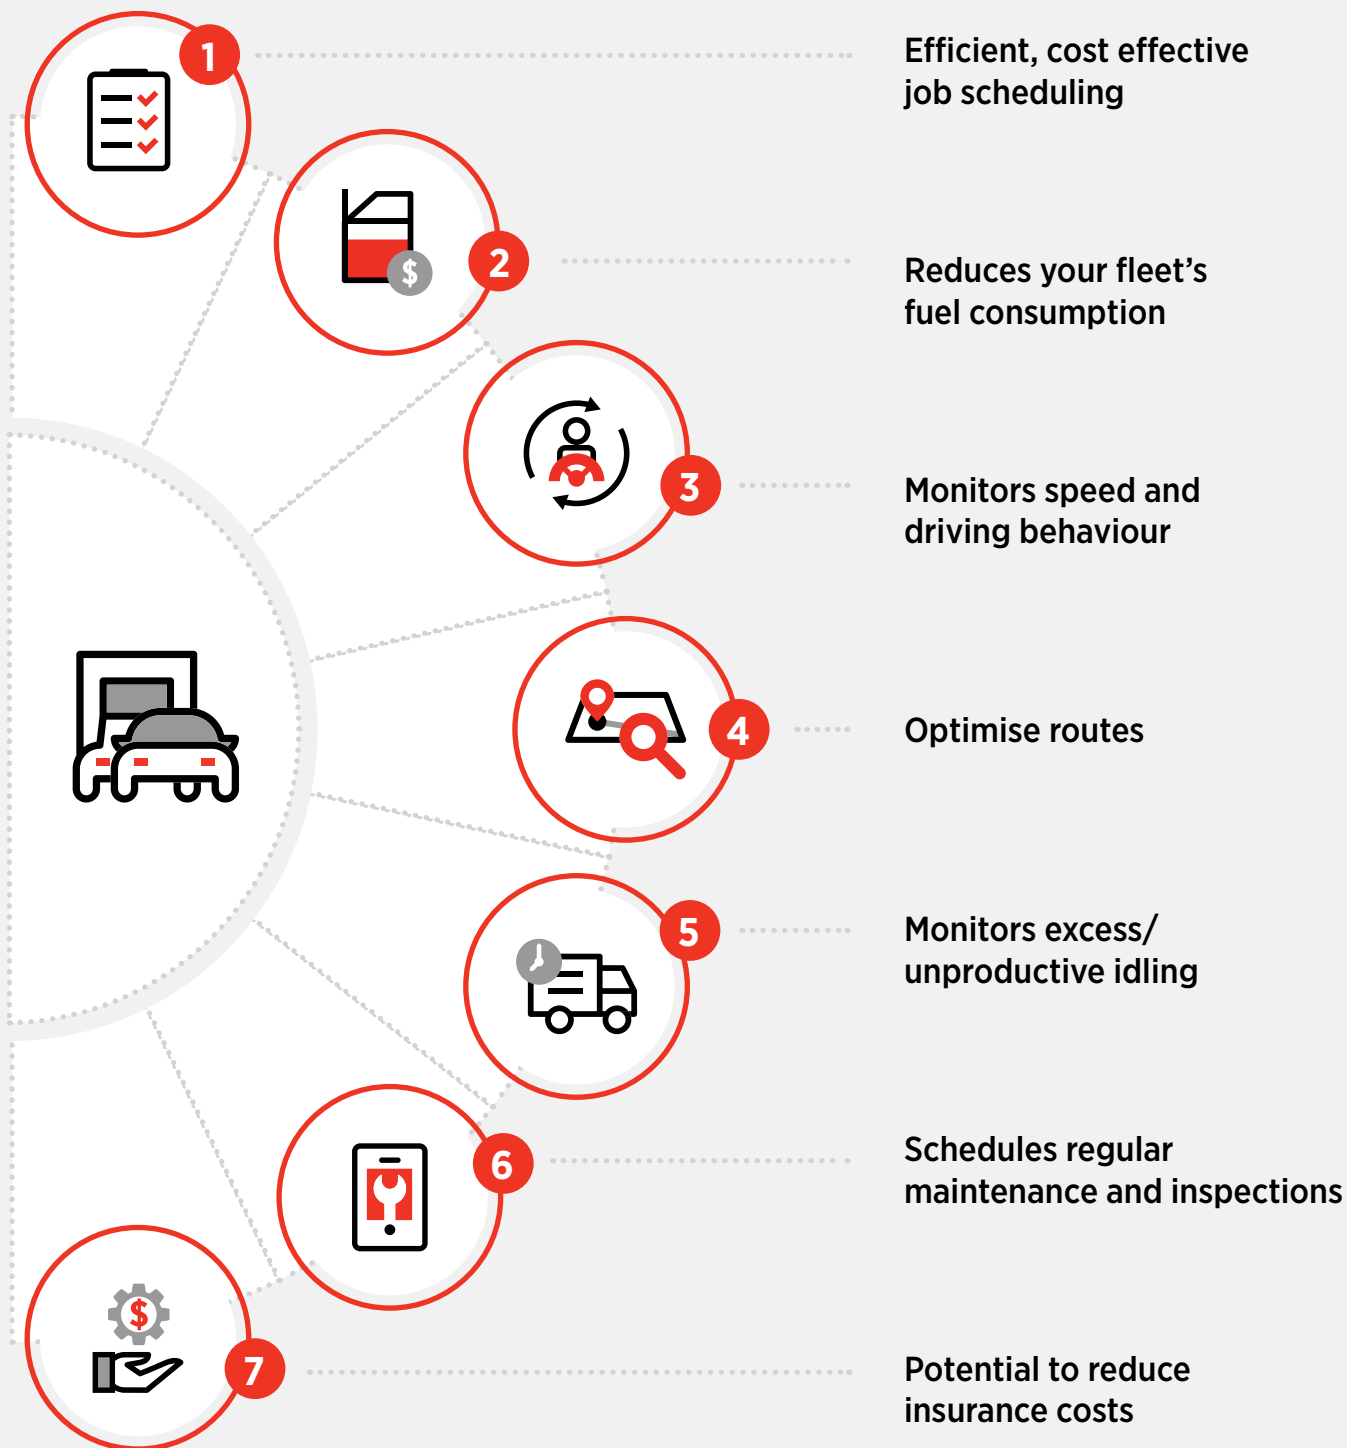 1
Efficient, cost effective
job scheduling
$
2
Reduces your fleet’s
fuel consumption
3
Monitors speed and
driving behaviour
4
Optimise routes
5
Monitors excess/
unproductive idling
6
Schedules regular
maintenance and inspections
$
7
Potential to reduce
insurance costs